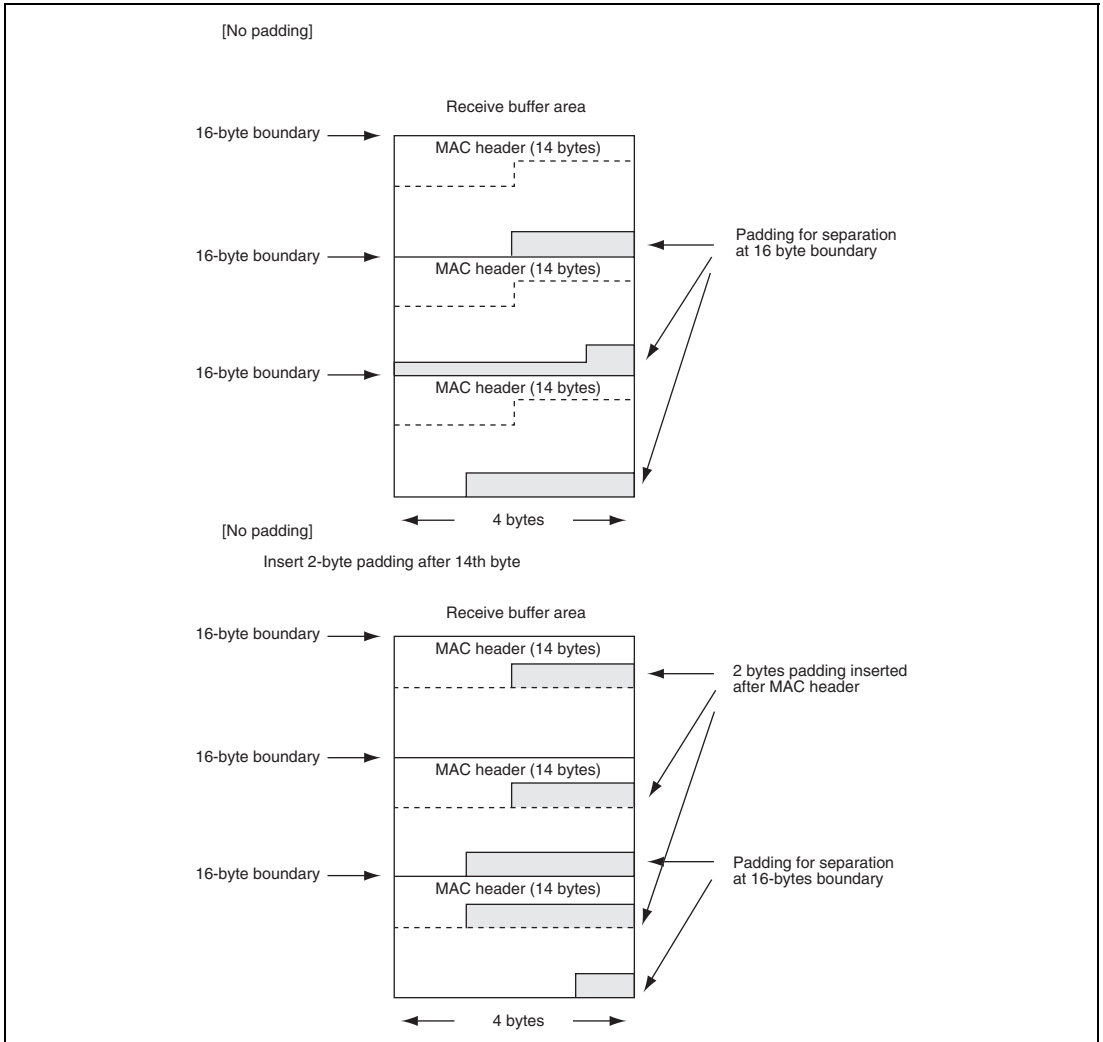 [No padding]
Receive buffer area
16-byte boundary
MAC header (14 bytes)
Padding for separation
at 16 byte boundary
16-byte boundary
MAC header (14 bytes)
16-byte boundary
MAC header (14 bytes)
4 bytes
[No padding]
Insert 2-byte padding after 14th byte
Receive buffer area
16-byte boundary
MAC header (14 bytes)
2 bytes padding inserted
after MAC header
16-byte boundary
MAC header (14 bytes)
Padding for separation
at 16-bytes boundary
16-byte boundary
MAC header (14 bytes)
4 bytes